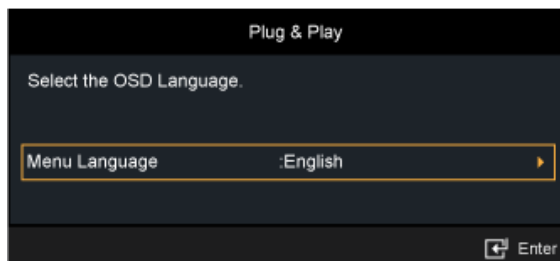 Plug & Play
Select the OSD Language.
Menu Language :English
Enter